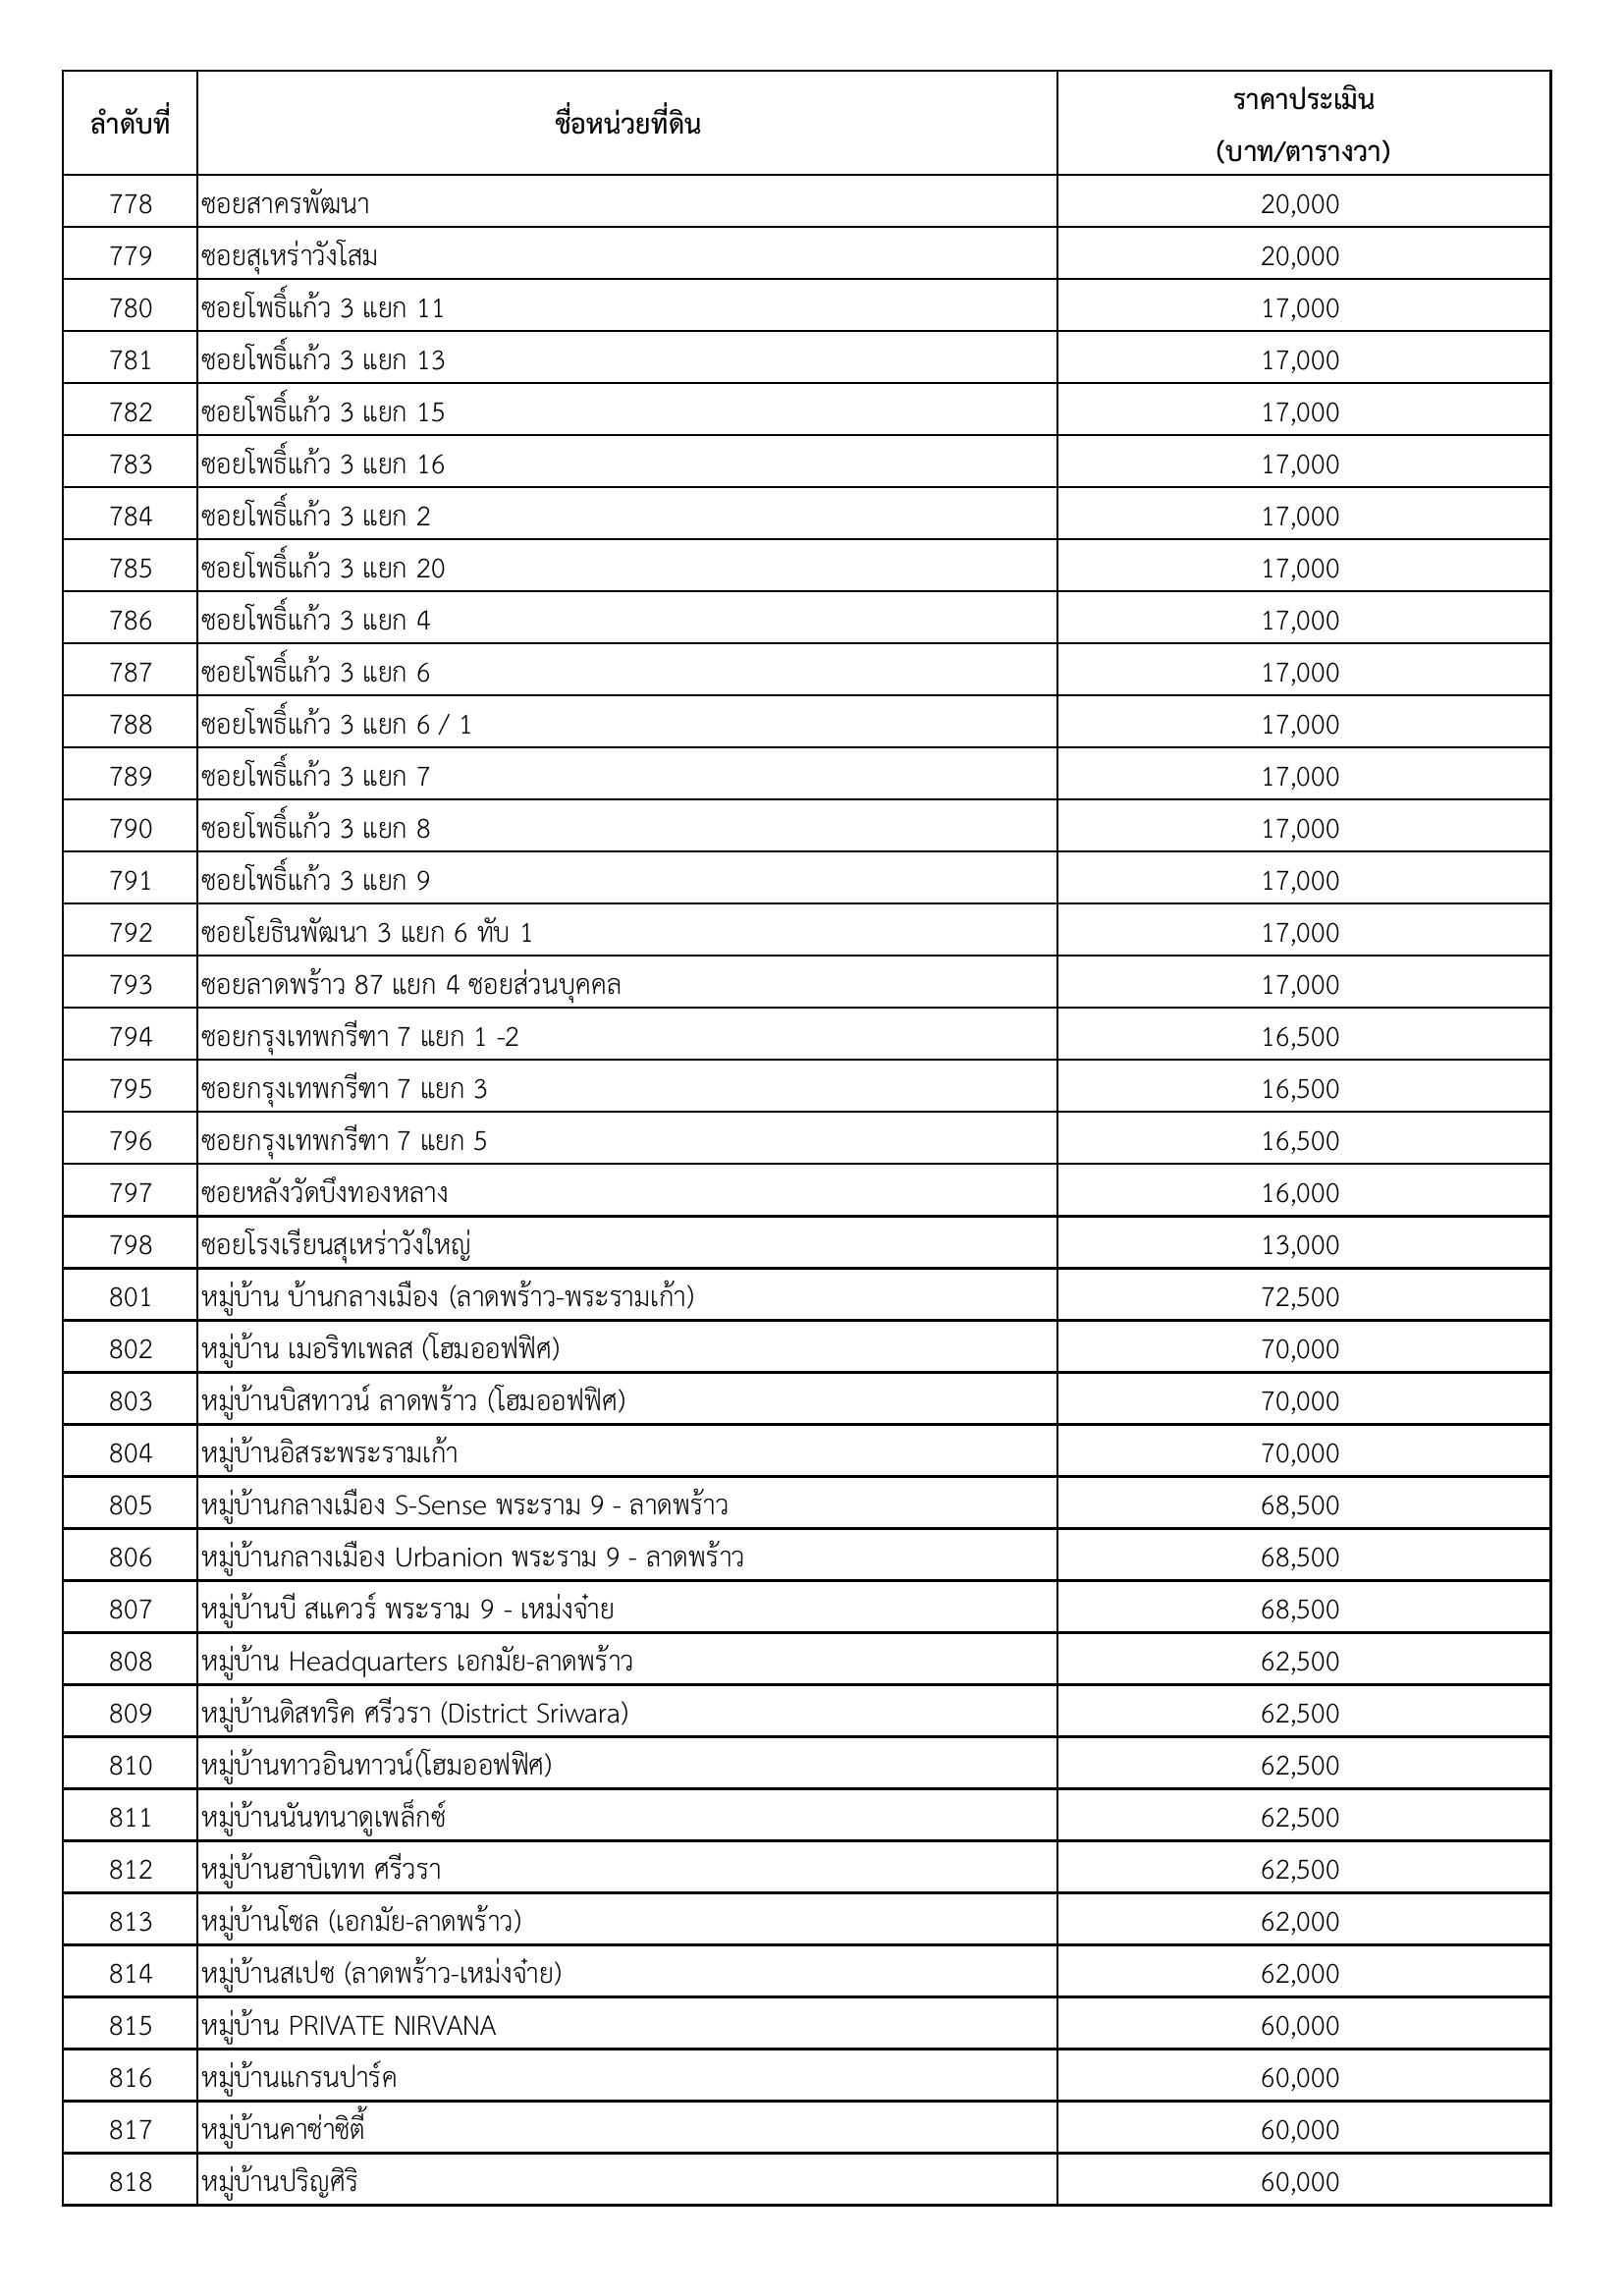 ลำดับที่ ชื่อหน่วยที่ดิน ราคาประเมิน
(บาท/ตารางวา)
778 ซอยสาครพัฒนา 20,000
779 ซอยสุเหร่าวังโสม 20,000
780 ซอยโพธิ์แก้ว 3 แยก 11 17,000
781 ซอยโพธิ์แก้ว 3 แยก 13 17,000
782 ซอยโพธิ์แก้ว 3 แยก 15 17,000
783 ซอยโพธิ์แก้ว 3 แยก 16 17,000
784 ซอยโพธิ์แก้ว 3 แยก 2 17,000
785 ซอยโพธิ์แก้ว 3 แยก 20 17,000
786 ซอยโพธิ์แก้ว 3 แยก 4 17,000
787 ซอยโพธิ์แก้ว 3 แยก 6 17,000
788 ซอยโพธิ์แก้ว 3 แยก 6 / 1 17,000
789 ซอยโพธิ์แก้ว 3 แยก 7 17,000
790 ซอยโพธิ์แก้ว 3 แยก 8 17,000
791 ซอยโพธิ์แก้ว 3 แยก 9 17,000
792 ซอยโยธินพัฒนา 3 แยก 6 ทับ 1 17,000
793 ซอยลาดพร้าว 87 แยก 4 ซอยส่วนบุคคล 17,000
794 ซอยกรุงเทพกรีฑา 7 แยก 1 -2 16,500
795 ซอยกรุงเทพกรีฑา 7 แยก 3 16,500
796 ซอยกรุงเทพกรีฑา 7 แยก 5 16,500
797 ซอยหลังวัดบึงทองหลาง 16,000
798 ซอยโรงเรียนสุเหร่าวังใหญ่ 13,000
801 หมู่บ้าน บ้านกลางเมือง (ลาดพร้าว-พระรามเก้า) 72,500
802 หมู่บ้าน เมอริทเพลส (โฮมออฟฟิศ) 70,000
803 หมู่บ้านบิสทาวน์ ลาดพร้าว (โฮมออฟฟิศ) 70,000
804 หมู่บ้านอิสระพระรามเก้า 70,000
805 หมู่บ้านกลางเมือง S-Sense พระราม 9 - ลาดพร้าว 68,500
806 หมู่บ้านกลางเมือง Urbanion พระราม 9 - ลาดพร้าว 68,500
807 หมู่บ้านบี สแควร์ พระราม 9 - เหม่งจ๋าย 68,500
808 หมู่บ้าน Headquarters เอกมัย-ลาดพร้าว 62,500
809 หมู่บ้านดิสทริค ศรีวรา (District Sriwara) 62,500
810 หมู่บ้านทาวอินทาวน์(โฮมออฟฟิศ) 62,500
811 หมู่บ้านนันทนาดูเพล็กซ์ 62,500
812 หมู่บ้านฮาบิเทท ศรีวรา 62,500
813 หมู่บ้านโซล (เอกมัย-ลาดพร้าว) 62,000
814 หมู่บ้านสเปซ (ลาดพร้าว-เหม่งจ๋าย) 62,000
815 หมู่บ้าน PRIVATE NIRVANA 60,000
816 หมู่บ้านแกรนปาร์ค 60,000
817 หมู่บ้านคาซ่าซิตี้ 60,000
818 หมู่บ้านปริญศิริ 60,000